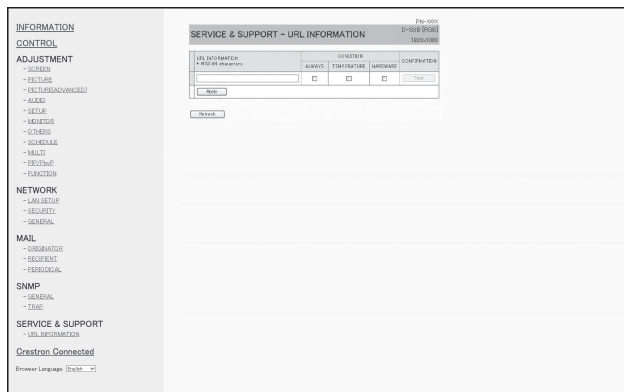 INFORMATION
CONTROL
ADJUSTMENT
- SCREEN
- PICTURE
- PICTURE(ADVANCED)
- AUDIO
- SETUP
- MONITOR
- OTHERS
- SCHEDULE
- MULTI
- PIP/PbyP
- FUNCTION
NETWORK
- LAN SETUP
- SECURITY
- GENERAL
MAIL
- ORIGINATOR
- RECIPIENT
- PERIODICAL
SNMP
- GENERAL
- TRAP
SERVICE & SUPPORT
- URL INFORMATION
Crestron Connected
Browser Language English
PN-XXXX
SERVICE & SUPPORT - URL INFORMATION
D-SUB [RGB]
1920x1080
URL INFORMATION
* MAX 64 characters
CONDITION
ALWAYS TEMPERATURE HARDWARE
CONFIRMATION
Test
Apply
Refresh